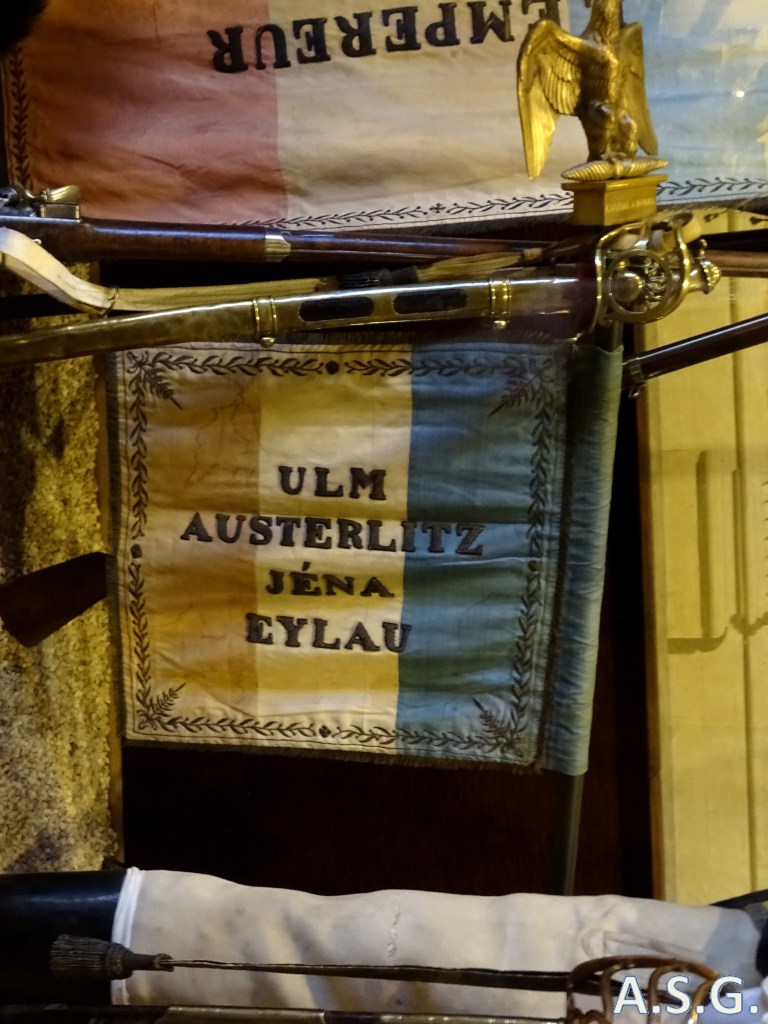 L'EMPEREUR
ULM
AUSTERLITZ
JÉNA
EYLAU
A.S.G.